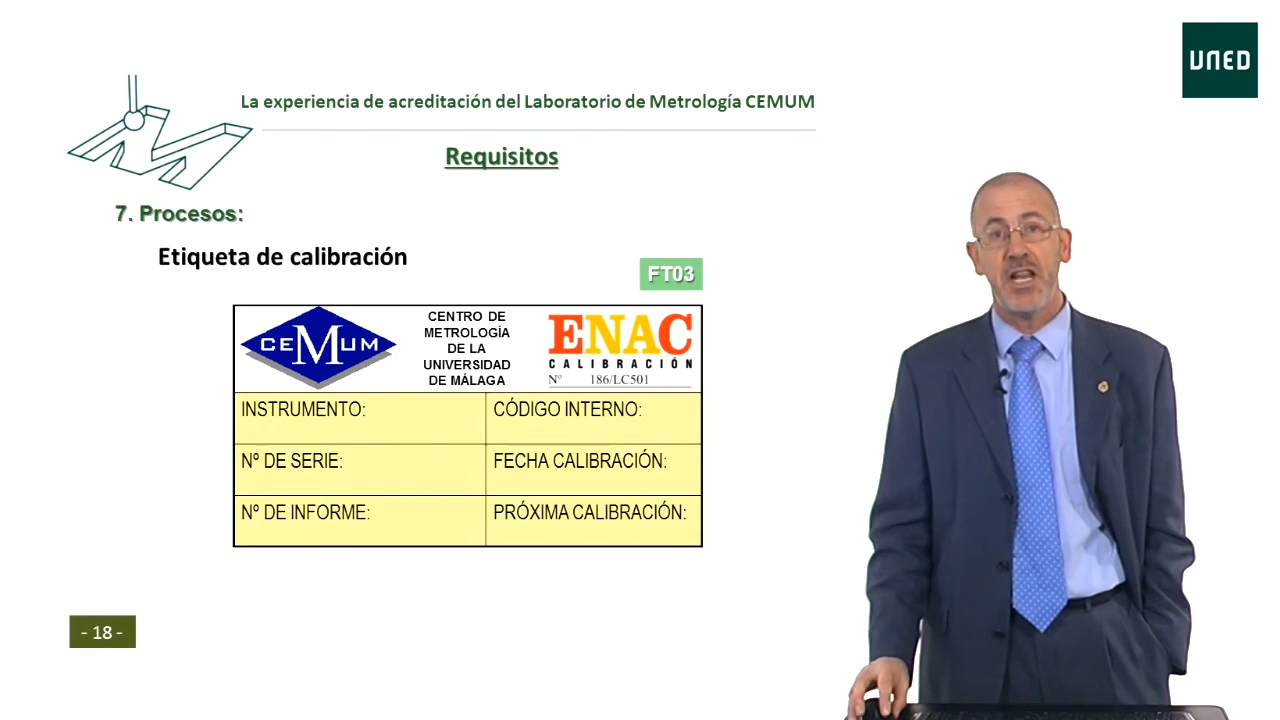 UNED
La experiencia de acreditación del Laboratorio de Metrología CEMUM
Requisitos
7. Procesos:
Etiqueta de calibración
FT03
CEMUM
CENTRO DE
METROLOGÍA
DE LA
UNIVERSIDAD
DE MÁLAGA
ENAC
CALIBRACIÓN
Nº 186/LC501
INSTRUMENTO:
CÓDIGO INTERNO:
Nº DE SERIE:
FECHA CALIBRACIÓN:
Nº DE INFORME:
PRÓXIMA CALIBRACIÓN:
- 18 -